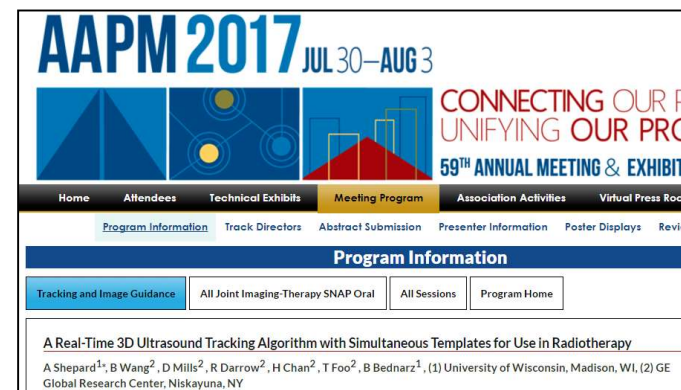 AAPM 2017 JUL 30–AUG 3
CONNECTING OUR
UNIFYING OUR
59TH ANNUAL MEETING &
Home Attendees Technical Exhibits Meeting Program Association Activities Virtual Press
Program Information Track Directors Abstract Submission Presenter Information Poster Displays
Program Information
Tracking and Image Guidance All Joint Imaging-Therapy SNAP Oral All Sessions Program Home
A Real-Time 3D Ultrasound Tracking Algorithm with Simultaneous Templates for Use in Radiotherapy
A Shepard1*, B Wang2 , D Mills2 , R Darrow2 , H Chan2 , T Foo2 , B Bednarz1 , (1) University of Wisconsin, Madison, WI, (2) GE
Global Research Center, Niskayuna, NY